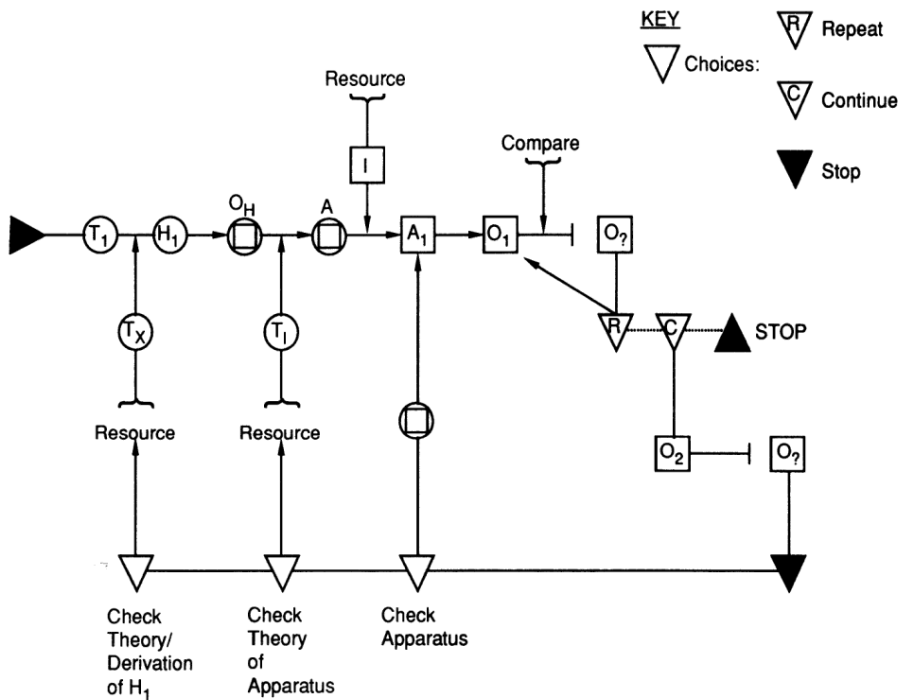 KEY
Choices:
R Repeat
C Continue
Stop
Resource
I
Compare
T1 H1 OH A A1 O1 O?
TX TI R C STOP
Resource Resource
O2 O?
Check
Theory/
Derivation
of H1
Check
Theory
of
Apparatus
Check
Apparatus